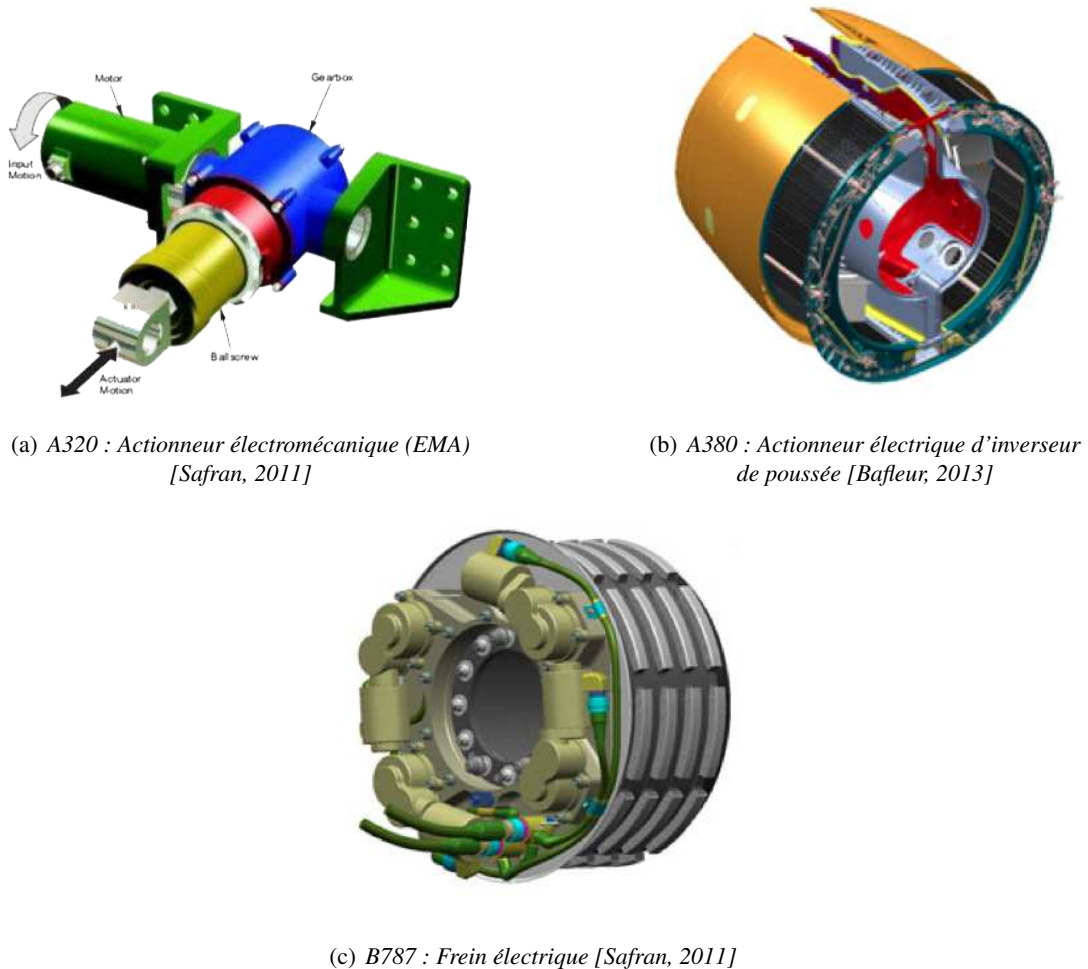 Motor
Gearbox
Input
Motion
Ball screw
Actuator
Motion
(a) A320 : Actionneur électromécanique (EMA)
[Safran, 2011]
(b) A380 : Actionneur électrique d'inverseur
de poussée [Bafleur, 2013]
(c) B787 : Frein électrique [Safran, 2011]